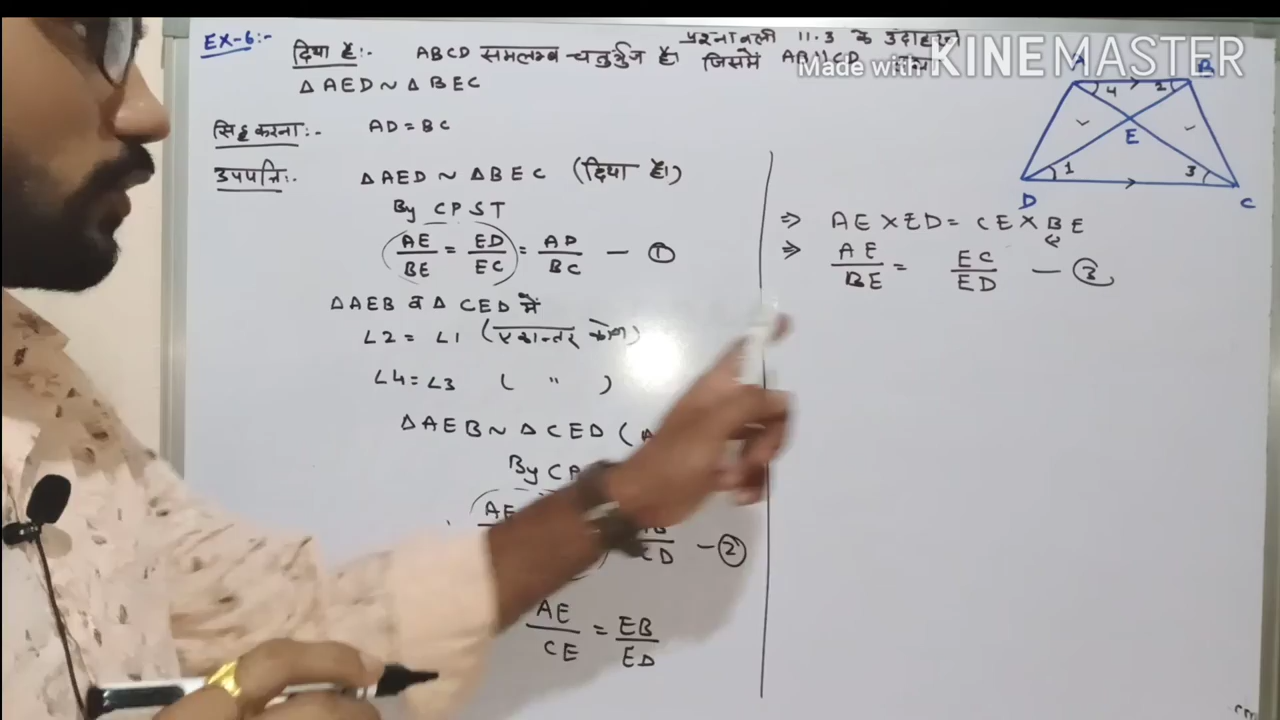 प्रश्नावली 11.3 के उदाहरण
EX-6:-
दिया है:- ABCD समलम्ब चतुर्भुज है। जिसमें AB||CD
Made with KINEMASTER
△AED ~ △BEC
सिद्ध करना:- AD = BC
उपपत्ति:- △AED ~ △BEC (दिया है।)
By CPST
AE/BE = ED/EC = AD/BC — ①
△AEB व △CED में
∠2 = ∠1 (एकान्तर कोण)
∠4 = ∠3 ( " )
△AEB ~ △CED (
By CP
AE
CD — ②
AE/CE = EB/ED
⇒ AE × ED = CE × BE
⇒ AE/BE = EC/ED — ③
A B
4 2
E
1 3
D C